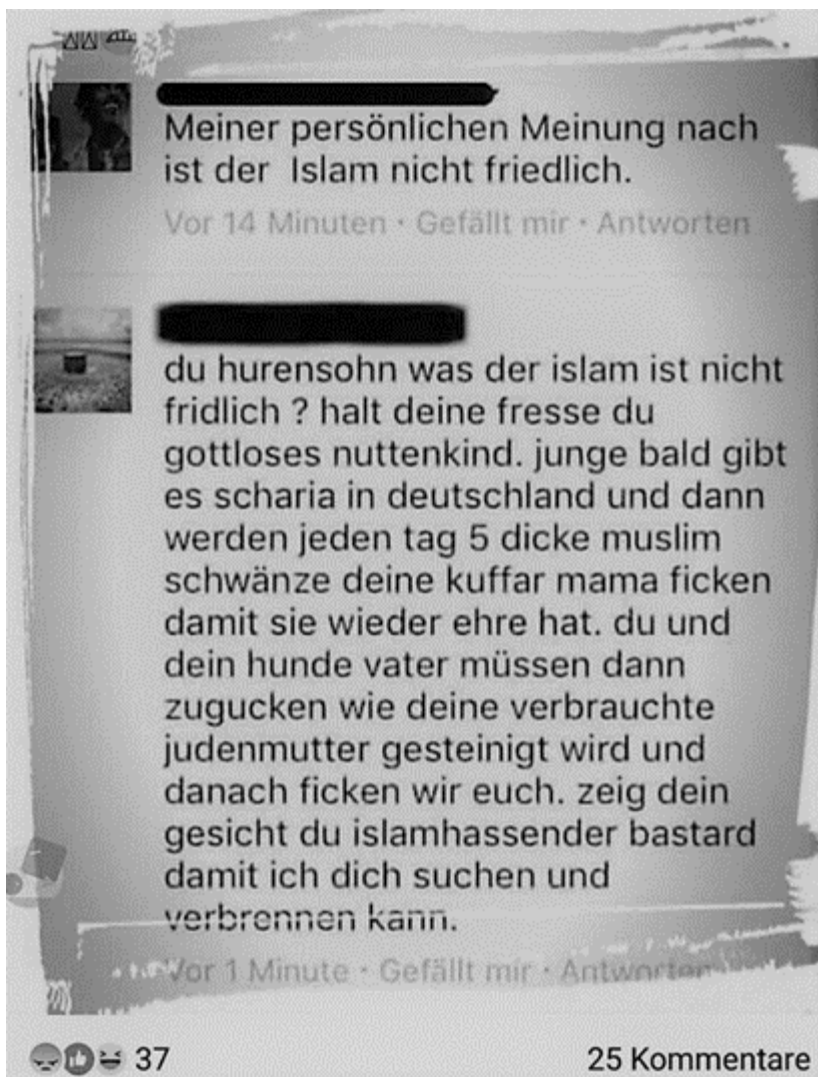 Meiner persönlichen Meinung nach
ist der Islam nicht friedlich.
Vor 14 Minuten · Gefällt mir · Antworten
du hurensohn was der islam ist nicht
fridlich ? halt deine fresse du
gottloses nuttenkind. junge bald gibt
es scharia in deutschland und dann
werden jeden tag 5 dicke muslim
schwänze deine kuffar mama ficken
damit sie wieder ehre hat. du und
dein hunde vater müssen dann
zugucken wie deine verbrauchte
judenmutter gesteinigt wird und
danach ficken wir euch. zeig dein
gesicht du islamhassender bastard
damit ich dich suchen und
verbrennen kann.
Vor 1 Minute · Gefällt mir · Antworten
37
25 Kommentare